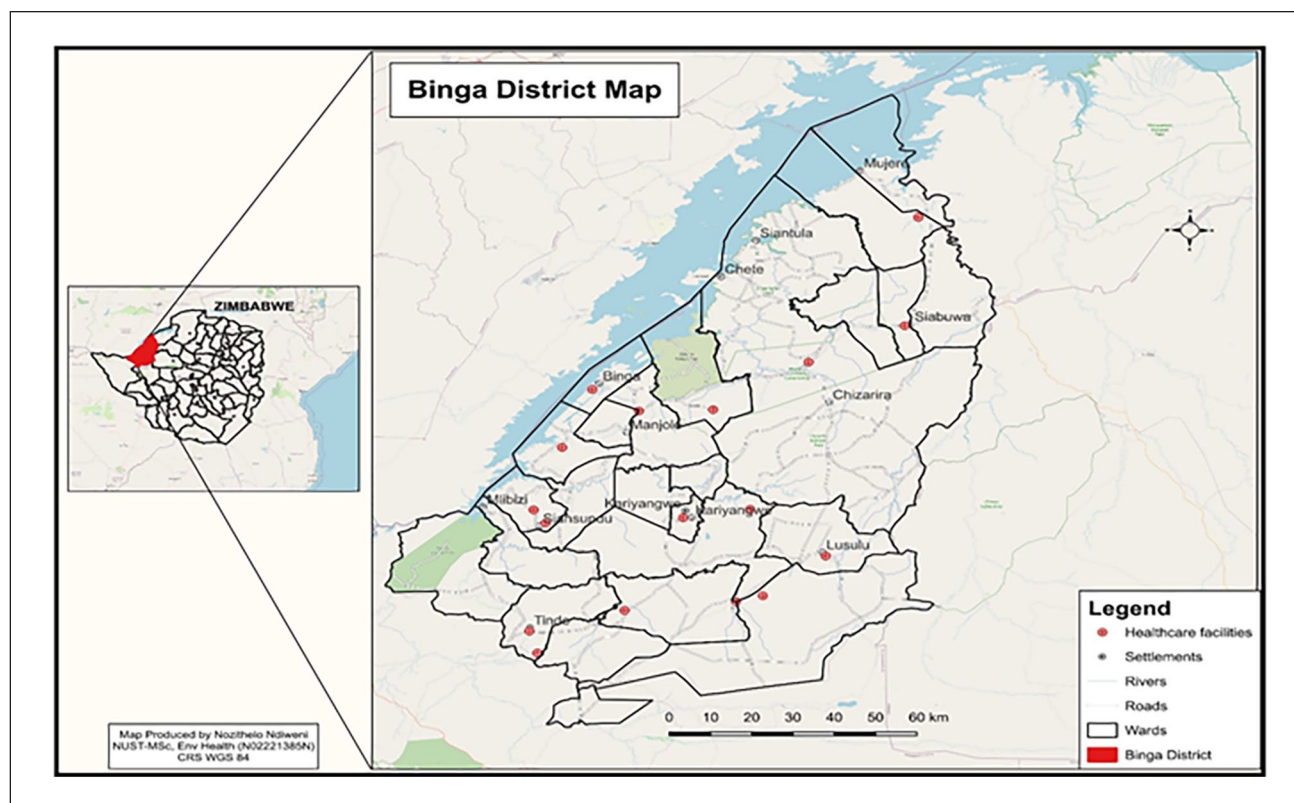 Binga District Map
ZIMBABWE
Mujere
Siantula
Chete
Siabuwa
Binga
Chizarira
Manjolo
Mlibizi
Kariyangwe
Kariyangwe
Siansundu
Lusulu
Tinde
Legend
Healthcare facilities
Settlements
Rivers
Roads
Wards
Binga District
0 10 20 30 40 50 60 km
Map Produced by Nozithelo Ndiweni
NUST-MSc, Env Health (N02221385N)
CRS WGS 84